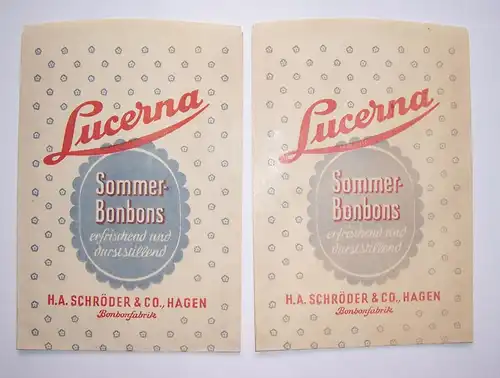 Lucerna
Sommer-
Bonbons
erfrischend und
durststillend
H.A. SCHRÖDER & CO., HAGEN
Bonbonfabrik
Lucerna
Sommer-
Bonbons
erfrischend und
durststillend
H.A. SCHRÖDER & CO., HAGEN
Bonbonfabrik